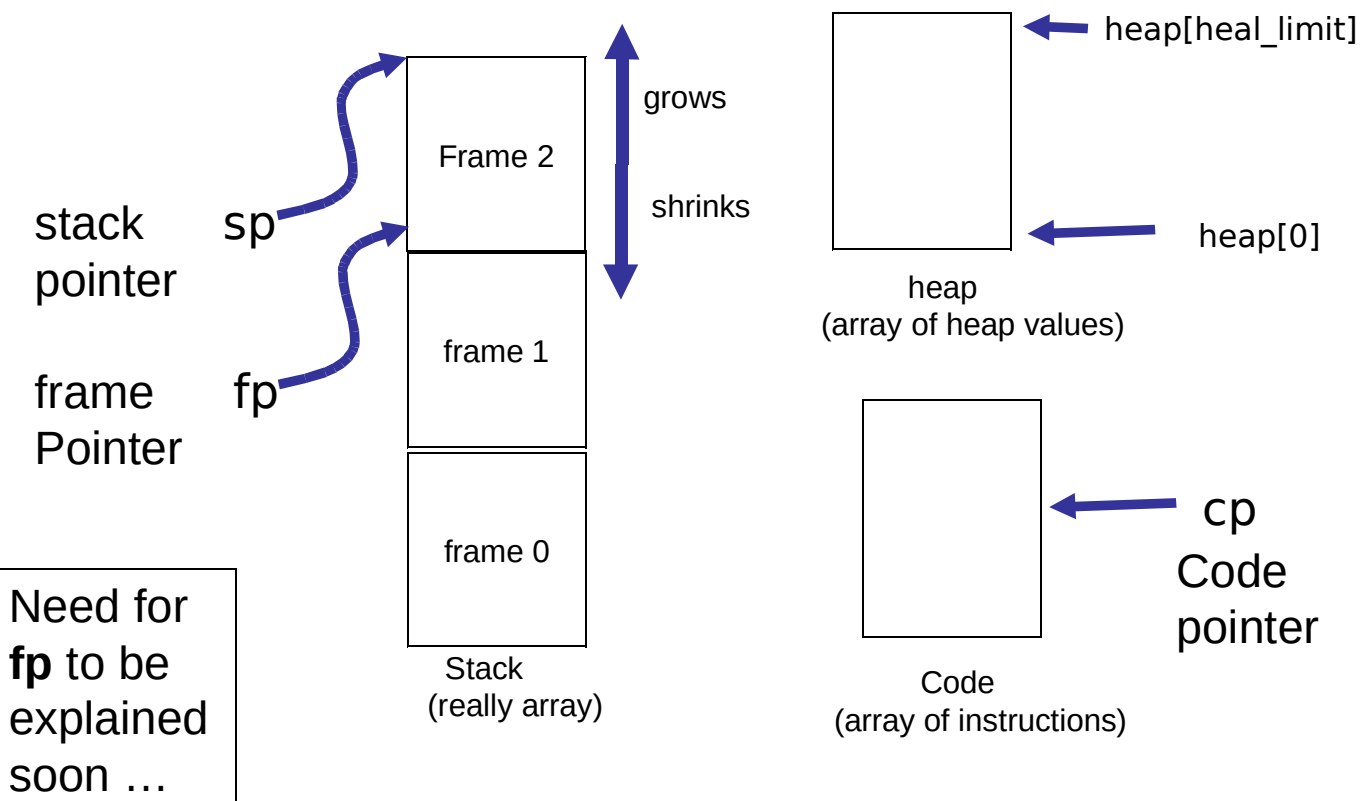 heap[heal_limit]
grows
Frame 2
shrinks
stack
pointer
sp
heap[0]
heap
(array of heap values)
frame 1
frame
Pointer
fp
cp
Code
pointer
frame 0
Need for
fp to be
explained
soon …
Stack
(really array)
Code
(array of instructions)